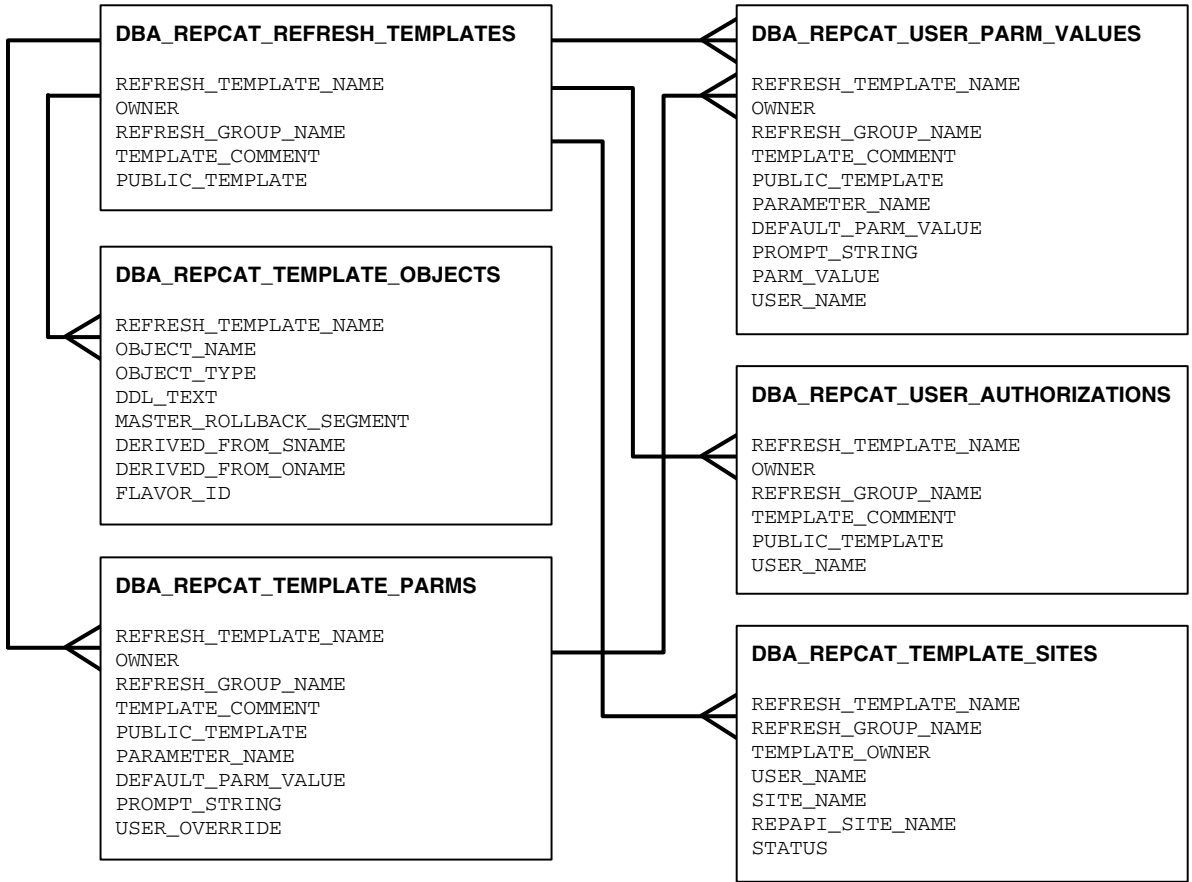 DBA_REPCAT_REFRESH_TEMPLATES
REFRESH_TEMPLATE_NAME
OWNER
REFRESH_GROUP_NAME
TEMPLATE_COMMENT
PUBLIC_TEMPLATE
DBA_REPCAT_TEMPLATE_OBJECTS
REFRESH_TEMPLATE_NAME
OBJECT_NAME
OBJECT_TYPE
DDL_TEXT
MASTER_ROLLBACK_SEGMENT
DERIVED_FROM_SNAME
DERIVED_FROM_ONAME
FLAVOR_ID
DBA_REPCAT_TEMPLATE_PARMS
REFRESH_TEMPLATE_NAME
OWNER
REFRESH_GROUP_NAME
TEMPLATE_COMMENT
PUBLIC_TEMPLATE
PARAMETER_NAME
DEFAULT_PARM_VALUE
PROMPT_STRING
USER_OVERRIDE
DBA_REPCAT_USER_PARM_VALUES
REFRESH_TEMPLATE_NAME
OWNER
REFRESH_GROUP_NAME
TEMPLATE_COMMENT
PUBLIC_TEMPLATE
PARAMETER_NAME
DEFAULT_PARM_VALUE
PROMPT_STRING
PARM_VALUE
USER_NAME
DBA_REPCAT_USER_AUTHORIZATIONS
REFRESH_TEMPLATE_NAME
OWNER
REFRESH_GROUP_NAME
TEMPLATE_COMMENT
PUBLIC_TEMPLATE
USER_NAME
DBA_REPCAT_TEMPLATE_SITES
REFRESH_TEMPLATE_NAME
REFRESH_GROUP_NAME
TEMPLATE_OWNER
USER_NAME
SITE_NAME
REPAPI_SITE_NAME
STATUS